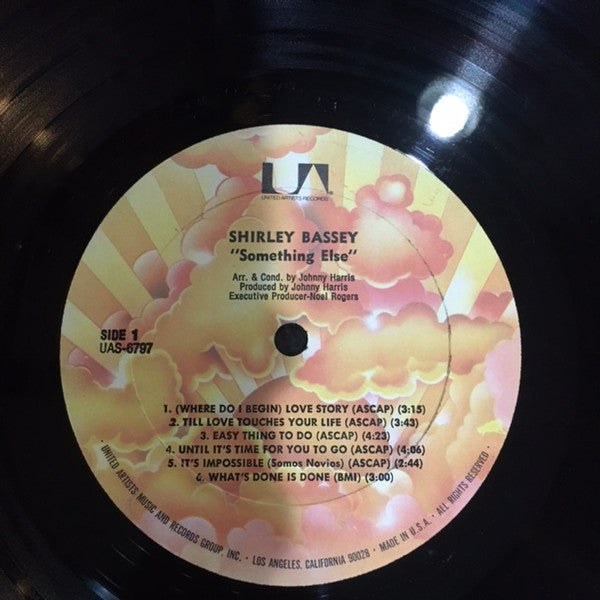 UA
UNITED ARTISTS RECORDS
SHIRLEY BASSEY
"Something Else"
Arr. & Cond. by Johnny Harris
Produced by Johnny Harris
Executive Producer-Noel Rogers
SIDE 1
UAS-6797
1. (WHERE DO I BEGIN) LOVE STORY (ASCAP) (3:15)
2. TILL LOVE TOUCHES YOUR LIFE (ASCAP) (3:43)
3. EASY THING TO DO (ASCAP) (4:23)
4. UNTIL IT'S TIME FOR YOU TO GO (ASCAP) (4:06)
5. IT'S IMPOSSIBLE (Somos Novios) (ASCAP) (2:44)
6. WHAT'S DONE IS DONE (BMI) (3:00)
· UNITED ARTISTS MUSIC AND RECORDS GROUP, INC. · LOS ANGELES, CALIFORNIA 90028 · MADE IN U.S.A. · ALL RIGHTS RESERVED ·